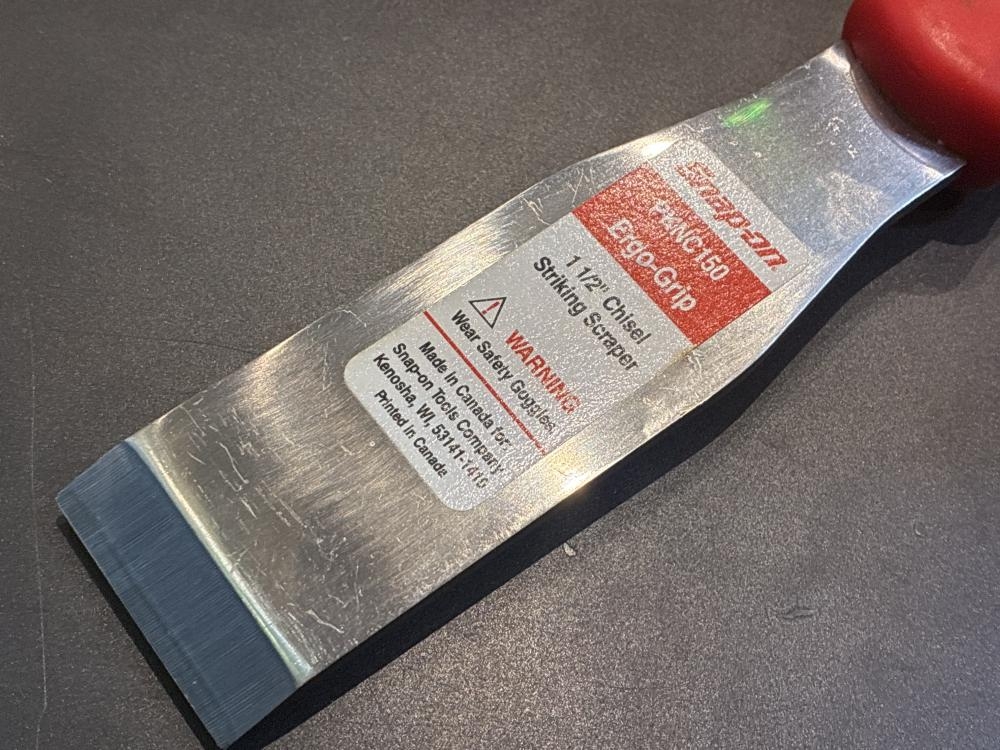 Snap-on
PKNC150
Ergo-Grip
1 1/2" Chisel
Striking Scraper
WARNING
Wear Safety Goggles
Made in Canada for:
Snap-on Tools Company
Kenosha, WI, 53141-1410
Printed in Canada